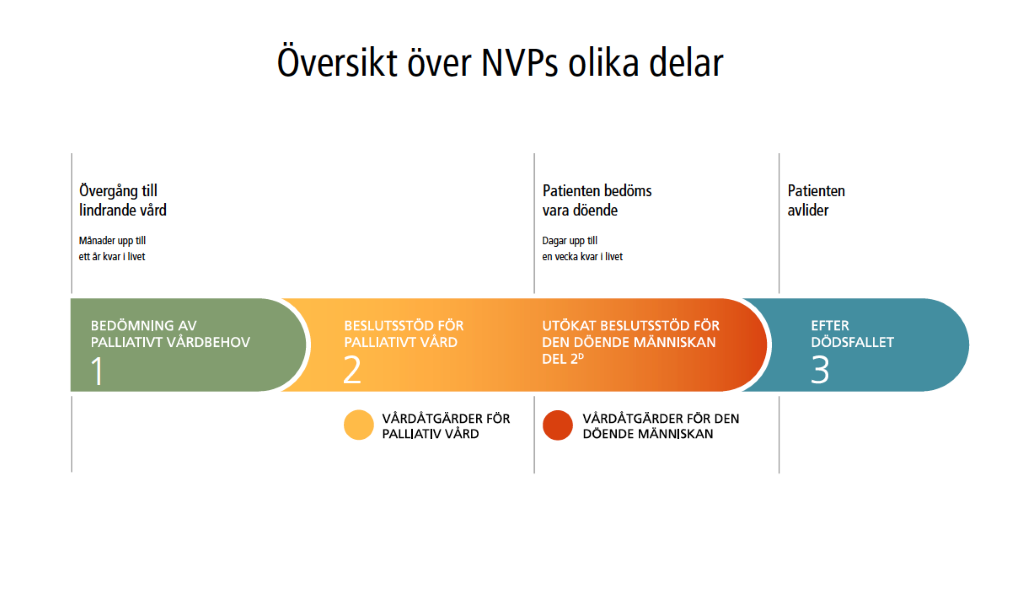 Översikt över NVPs olika delar
Övergång till
lindrande vård
Månader upp till
ett år kvar i livet
Patienten bedöms
vara döende
Dagar upp till
en vecka kvar i livet
Patienten
avlider
BEDÖMNING AV
PALLIATIVT VÅRDBEHOV
1
BESLUTSSTÖD FÖR
PALLIATIVT VÅRD
2
UTÖKAT BESLUTSSTÖD FÖR
DEN DÖENDE MÄNNISKAN
DEL 2ᴰ
EFTER
DÖDSFALLET
3
VÅRDÅTGÄRDER FÖR
PALLIATIV VÅRD
VÅRDÅTGÄRDER FÖR DEN
DÖENDE MÄNNISKAN